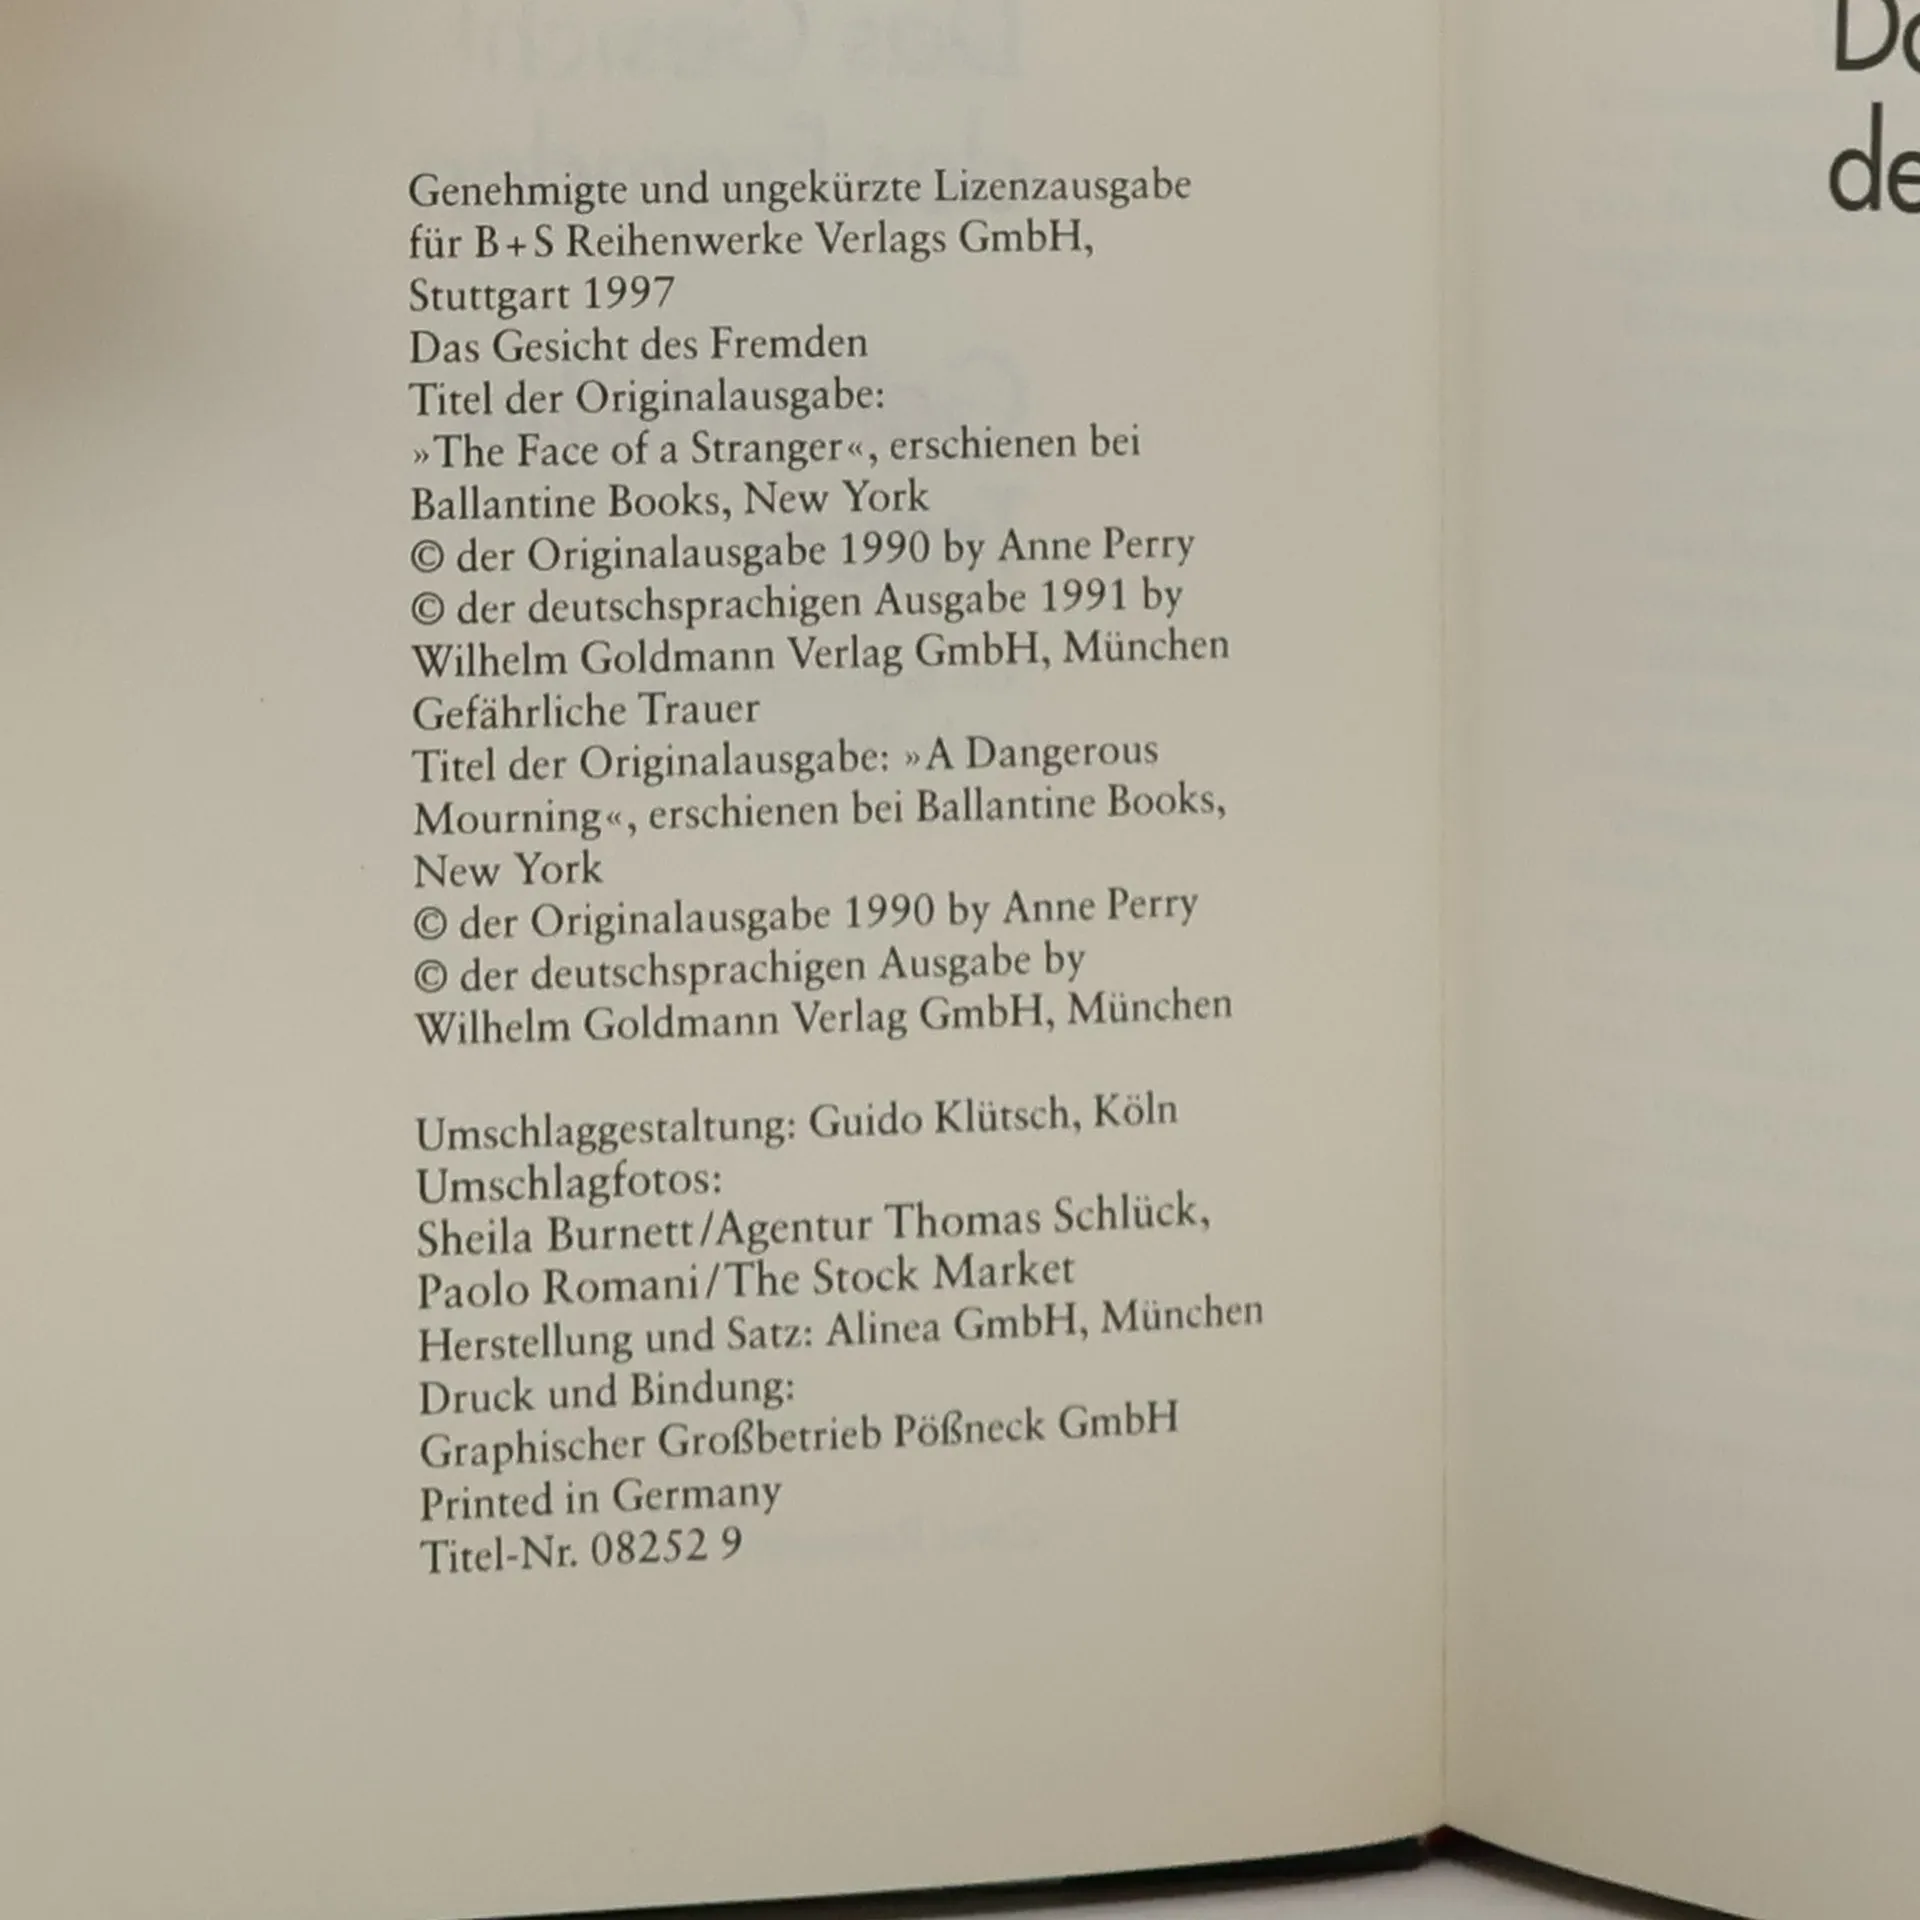 Genehmigte und ungekürzte Lizenzausgabe
für B+S Reihenwerke Verlags GmbH,
Stuttgart 1997
Das Gesicht des Fremden
Titel der Originalausgabe:
»The Face of a Stranger«, erschienen bei
Ballantine Books, New York
© der Originalausgabe 1990 by Anne Perry
© der deutschsprachigen Ausgabe 1991 by
Wilhelm Goldmann Verlag GmbH, München
Gefährliche Trauer
Titel der Originalausgabe: »A Dangerous
Mourning«, erschienen bei Ballantine Books,
New York
© der Originalausgabe 1990 by Anne Perry
© der deutschsprachigen Ausgabe by
Wilhelm Goldmann Verlag GmbH, München
Umschlaggestaltung: Guido Klütsch, Köln
Umschlagfotos:
Sheila Burnett/Agentur Thomas Schlück,
Paolo Romani/The Stock Market
Herstellung und Satz: Alinea GmbH, München
Druck und Bindung:
Graphischer Großbetrieb Pößneck GmbH
Printed in Germany
Titel-Nr. 08252 9